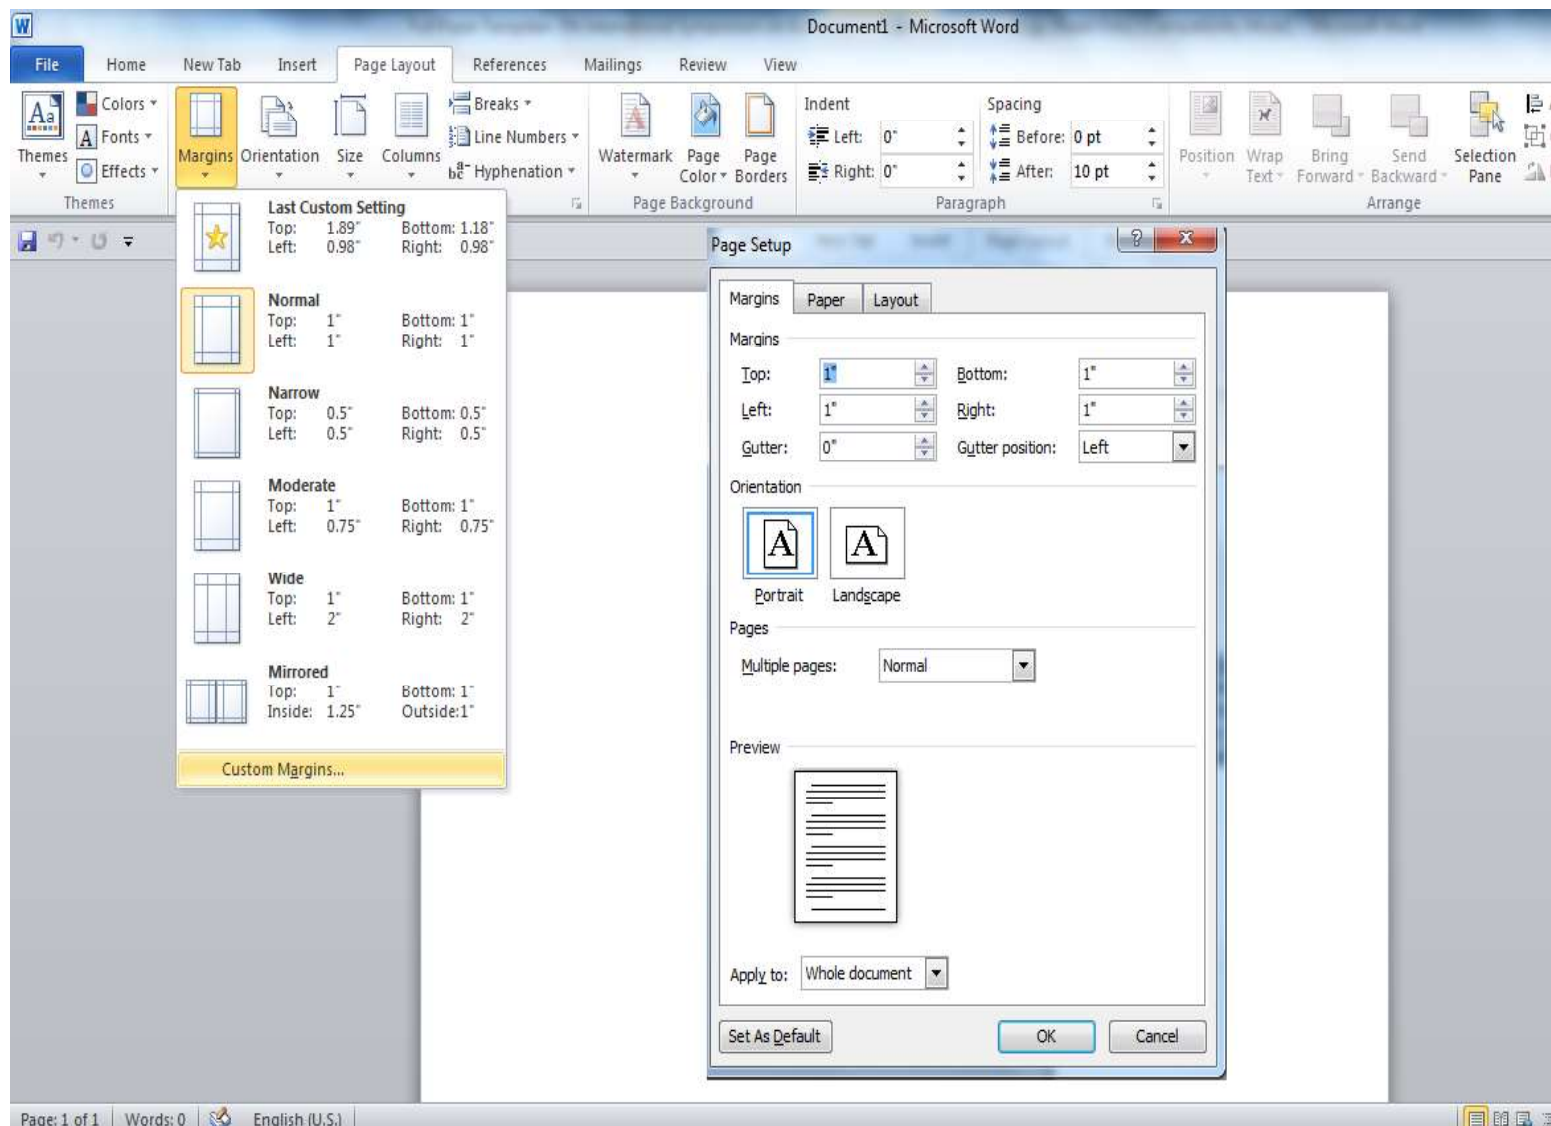 Document1 - Microsoft Word
File Home New Tab Insert Page Layout References Mailings Review View
Themes
Colors
Fonts
Effects
Themes
Margins
Orientation
Size
Columns
Breaks
Line Numbers
Hyphenation
Watermark
Page Color
Page Borders
Page Background
Indent
Left: 0"
Right: 0"
Spacing
Before: 0 pt
After: 10 pt
Paragraph
Position
Wrap Text
Bring Forward
Send Backward
Selection Pane
Arrange
Last Custom Setting
Top: 1.89" Bottom: 1.18"
Left: 0.98" Right: 0.98"
Normal
Top: 1" Bottom: 1"
Left: 1" Right: 1"
Narrow
Top: 0.5" Bottom: 0.5"
Left: 0.5" Right: 0.5"
Moderate
Top: 1" Bottom: 1"
Left: 0.75" Right: 0.75"
Wide
Top: 1" Bottom: 1"
Left: 2" Right: 2"
Mirrored
Top: 1" Bottom: 1"
Inside: 1.25" Outside:1"
Custom Margins...
Page Setup
Margins Paper Layout
Margins
Top: 1" Bottom: 1"
Left: 1" Right: 1"
Gutter: 0" Gutter position: Left
Orientation
Portrait Landscape
Pages
Multiple pages: Normal
Preview
Apply to: Whole document
Set As Default OK Cancel
Page: 1 of 1 Words: 0 English (U.S.)